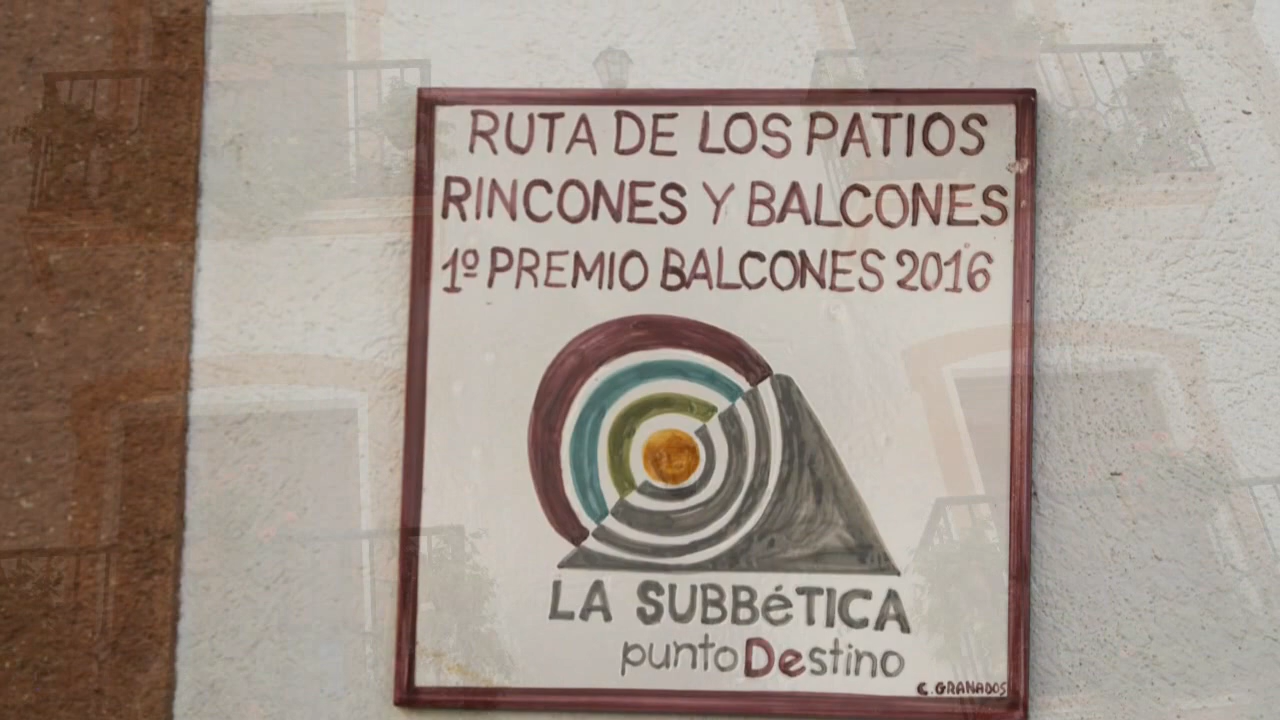 RUTA DE LOS PATIOS
RINCONES Y BALCONES
1º PREMIO BALCONES 2016
LA SUBBéTICA
puntoDestino
C. GRANADOS